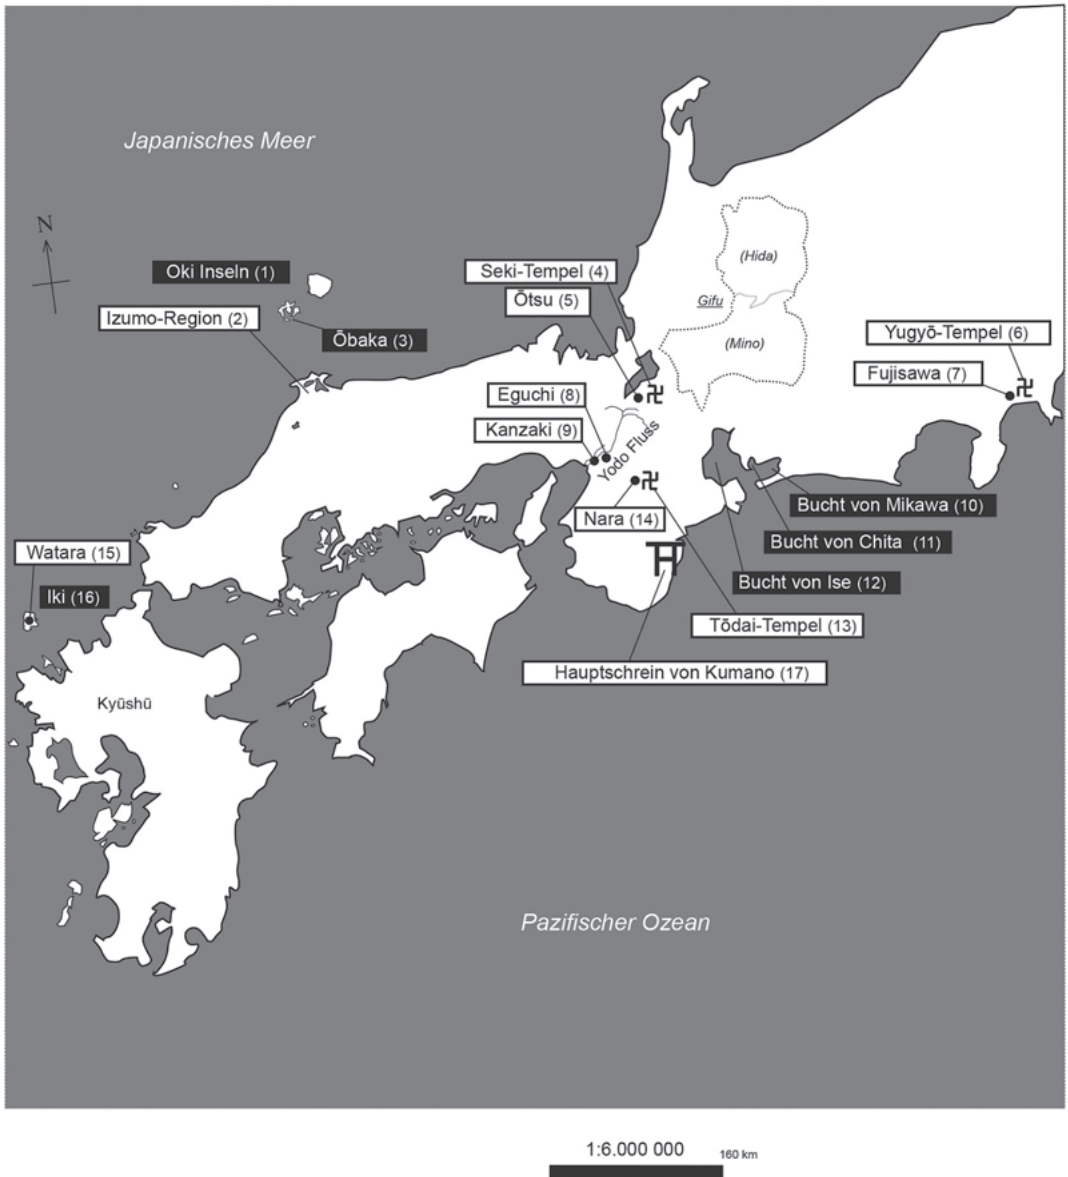 Japanisches Meer
N
Oki Inseln (1)
Seki-Tempel (4)
(Hida)
Ōtsu (5)
Gifu
Izumo-Region (2)
Ōbaka (3)
(Mino)
Yugyō-Tempel (6)
Fujisawa (7)
Eguchi (8)
Kanzaki (9)
Yodo Fluss
Bucht von Mikawa (10)
Nara (14)
Bucht von Chita (11)
Watara (15)
Bucht von Ise (12)
Iki (16)
Tōdai-Tempel (13)
Hauptschrein von Kumano (17)
Kyūshū
Pazifischer Ozean
1:6.000 000 160 km